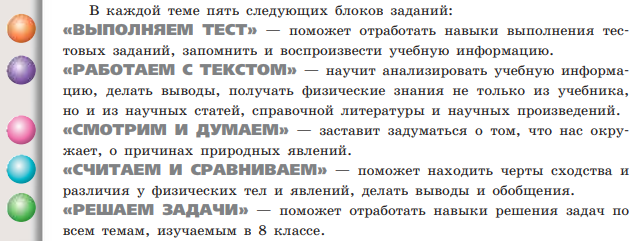 В каждой теме пять следующих блоков заданий:
«ВЫПОЛНЯЕМ ТЕСТ» — поможет отработать навыки выполнения тес-
товых заданий, запомнить и воспроизвести учебную информацию.
«РАБОТАЕМ С ТЕКСТОМ» — научит анализировать учебную информа-
цию, делать выводы, получать физические знания не только из учебника,
но и из научных статей, справочной литературы и научных произведений.
«СМОТРИМ И ДУМАЕМ» — заставит задуматься о том, что нас окру-
жает, о причинах природных явлений.
«СЧИТАЕМ И СРАВНИВАЕМ» — поможет находить черты сходства и
различия у физических тел и явлений, делать выводы и обобщения.
«РЕШАЕМ ЗАДАЧИ» — поможет отработать навыки решения задач по
всем темам, изучаемым в 8 классе.